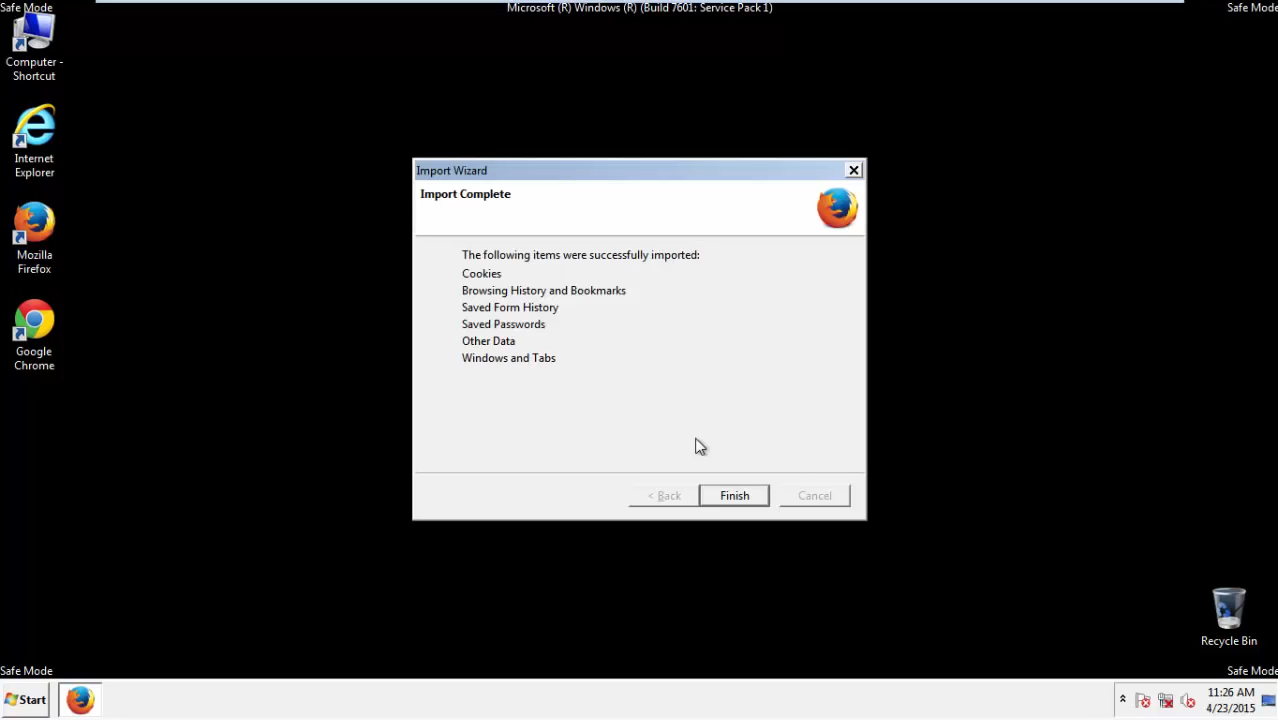 Safe Mode
Microsoft (R) Windows (R) (Build 7601: Service Pack 1)
Safe Mode
Computer -
Shortcut
Internet
Explorer
Mozilla
Firefox
Google
Chrome
Import Wizard
Import Complete
The following items were successfully imported:
Cookies
Browsing History and Bookmarks
Saved Form History
Saved Passwords
Other Data
Windows and Tabs
< Back
Finish
Cancel
Recycle Bin
Safe Mode
Safe Mode
Start
11:26 AM
4/23/2015